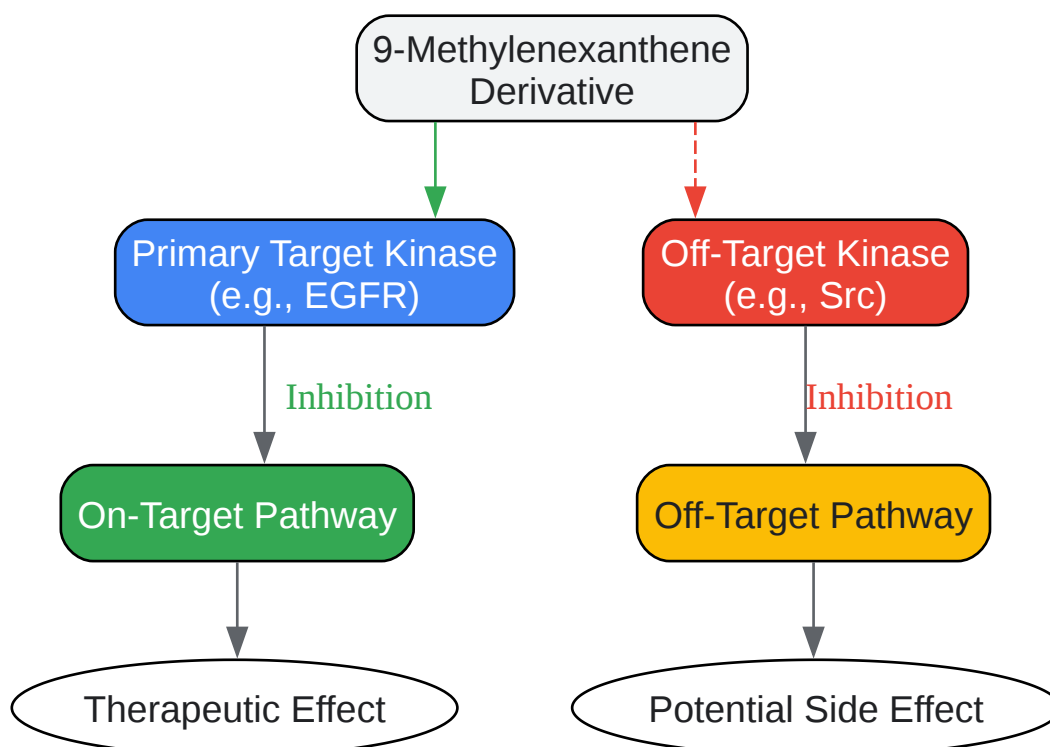 9-Methylenexanthene
Derivative
Primary Target Kinase
(e.g., EGFR)
Off-Target Kinase
(e.g., Src)
Inhibition
Inhibition
On-Target Pathway
Off-Target Pathway
Therapeutic Effect
Potential Side Effect